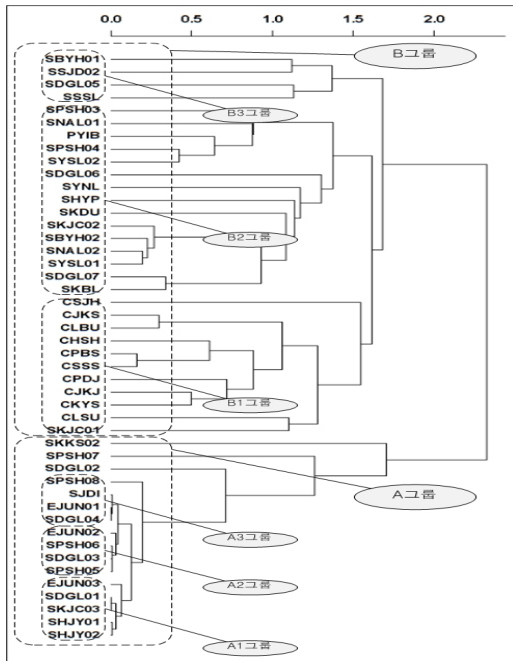 0.0 0.5 1.0 1.5 2.0
B그룹
SBYH01
SSJD02
SDGL05
SSSL
SPSH03
B3그룹
SNAL01
PYIB
SPSH04
SYSL02
SDGL06
SYNL
SHYP
SKDU
SKJC02
SBYH02
B2그룹
SNAL02
SYSL01
SDGL07
SKBL
CSJH
CJKS
CLBU
CHSH
CPBS
CSSS
CPDJ
CJKJ
CKYS
B1그룹
CLSU
SKJC01
SKKS02
SPSH07
SDGL02
SPSH08
A그룹
SJDI
EJUN01
SDGL04
EJUN02
A3그룹
SPSH06
SDGL03
SPSH05
EJUN03
A2그룹
SDGL01
SKJC03
SHJY01
SHJY02
A1그룹